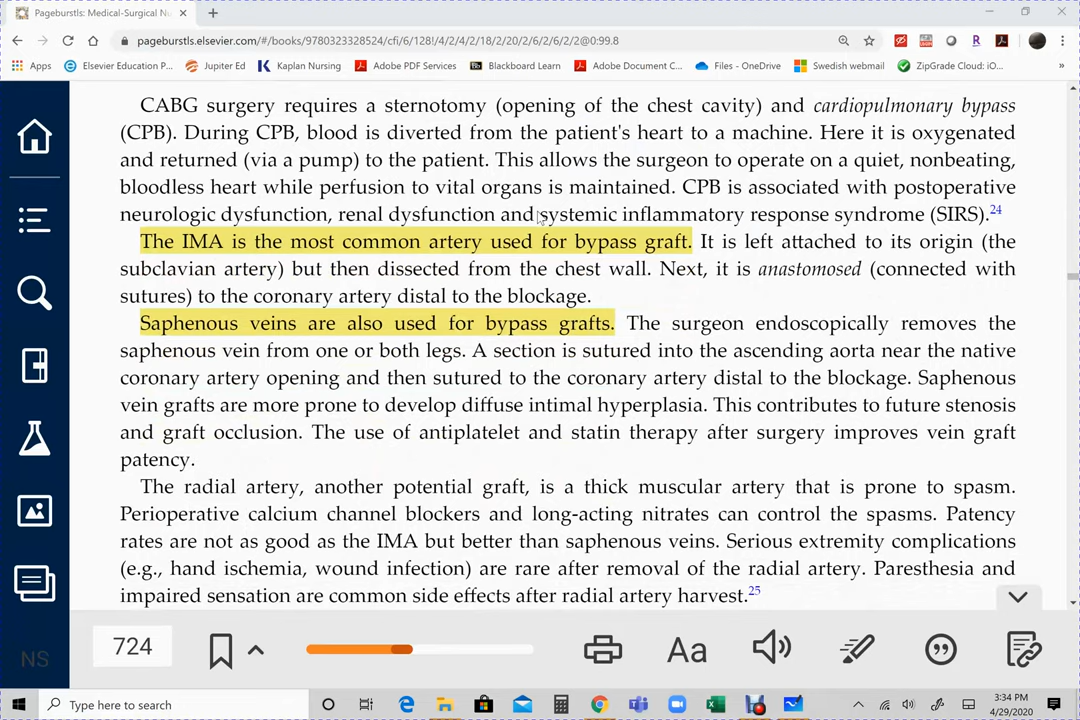 Pageburstls: Medical-Surgical Nu
pageburstls.elsevier.com/#/books/9780323328524/cfi/6/128!/4/2/4/2/18/2/20/2/6/2/6/2/2@0:99.8
Apps Elsevier Education P... Jupiter Ed Kaplan Nursing Adobe PDF Services Blackboard Learn Adobe Document C... Files - OneDrive Swedish webmail ZipGrade Cloud: iO... »
CABG surgery requires a sternotomy (opening of the chest cavity) and cardiopulmonary bypass
(CPB). During CPB, blood is diverted from the patient's heart to a machine. Here it is oxygenated
and returned (via a pump) to the patient. This allows the surgeon to operate on a quiet, nonbeating,
bloodless heart while perfusion to vital organs is maintained. CPB is associated with postoperative
neurologic dysfunction, renal dysfunction and systemic inflammatory response syndrome (SIRS).24
The IMA is the most common artery used for bypass graft. It is left attached to its origin (the
subclavian artery) but then dissected from the chest wall. Next, it is anastomosed (connected with
sutures) to the coronary artery distal to the blockage.
Saphenous veins are also used for bypass grafts. The surgeon endoscopically removes the
saphenous vein from one or both legs. A section is sutured into the ascending aorta near the native
coronary artery opening and then sutured to the coronary artery distal to the blockage. Saphenous
vein grafts are more prone to develop diffuse intimal hyperplasia. This contributes to future stenosis
and graft occlusion. The use of antiplatelet and statin therapy after surgery improves vein graft
patency.
The radial artery, another potential graft, is a thick muscular artery that is prone to spasm.
Perioperative calcium channel blockers and long-acting nitrates can control the spasms. Patency
rates are not as good as the IMA but better than saphenous veins. Serious extremity complications
(e.g., hand ischemia, wound infection) are rare after removal of the radial artery. Paresthesia and
impaired sensation are common side effects after radial artery harvest.25
NS
724
Aa
Type here to search
3:34 PM
4/29/2020